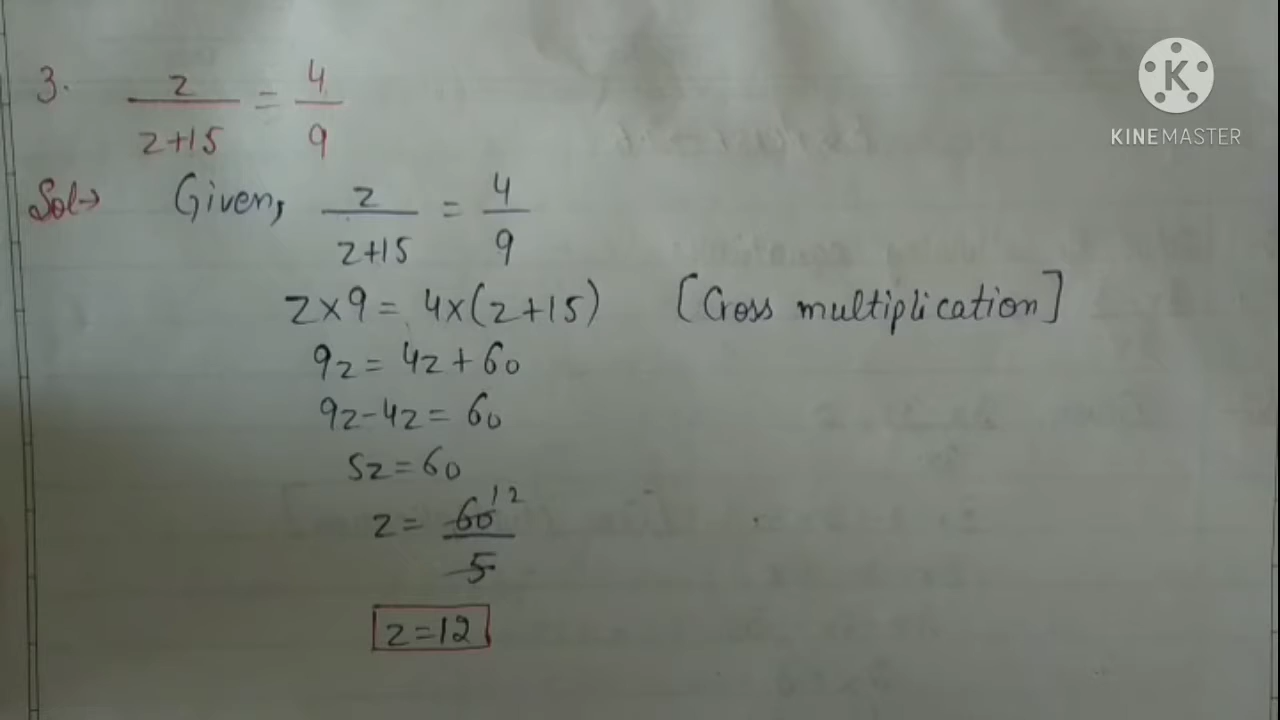 3. z/(z+15) = 4/9
Sol→ Given, z/(z+15) = 4/9
z×9 = 4×(z+15) [Cross multiplication]
9z = 4z + 60
9z-4z = 60
5z = 60
z = 60/5 12
z = 12
K
KINEMASTER